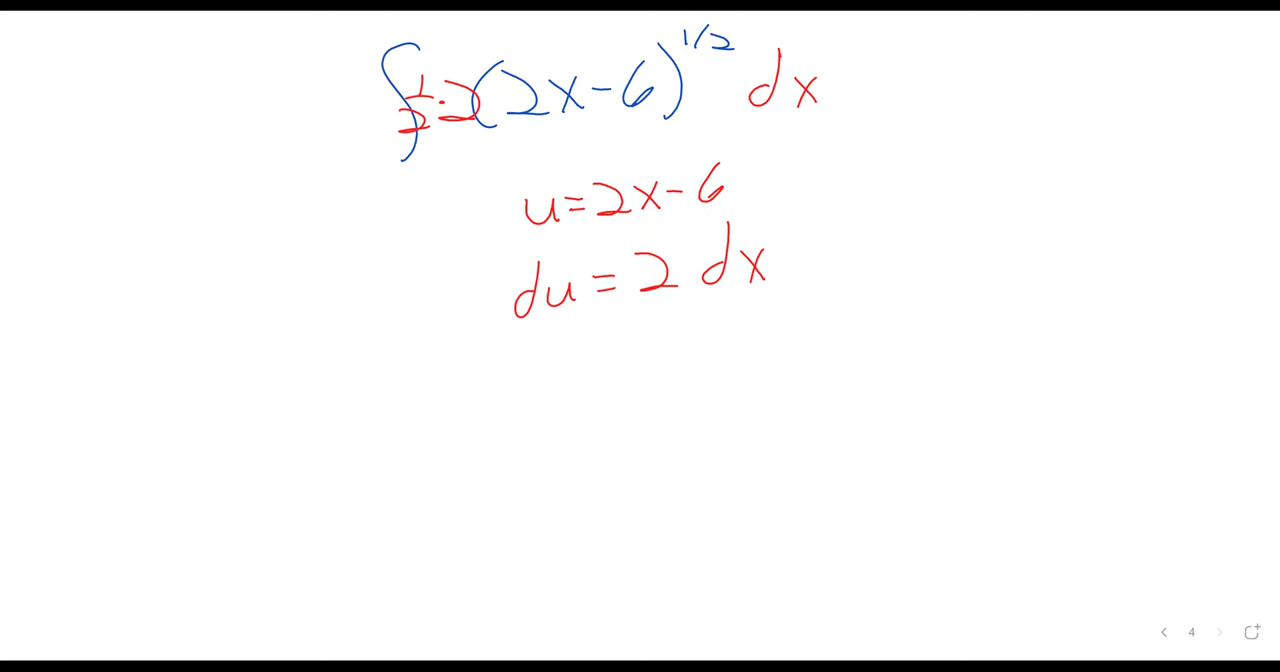 ∫ 1/2 · 2(2x-6)^1/2 dx
u=2x-6
du=2 dx
< 4 >